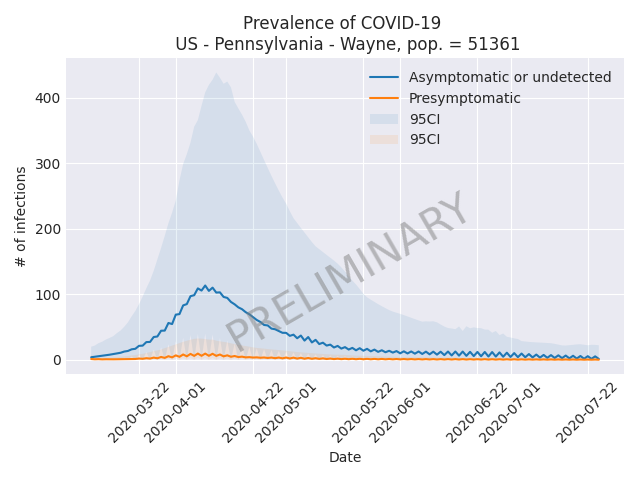 Prevalence of COVID-19
US - Pennsylvania - Wayne, pop. = 51361
Asymptomatic or undetected
Presymptomatic
95CI
95CI
# of infections
400
300
200
100
0
PRELIMINARY
2020-03-22
2020-04-01
2020-04-22
2020-05-01
2020-05-22
2020-06-01
2020-06-22
2020-07-01
2020-07-22
Date